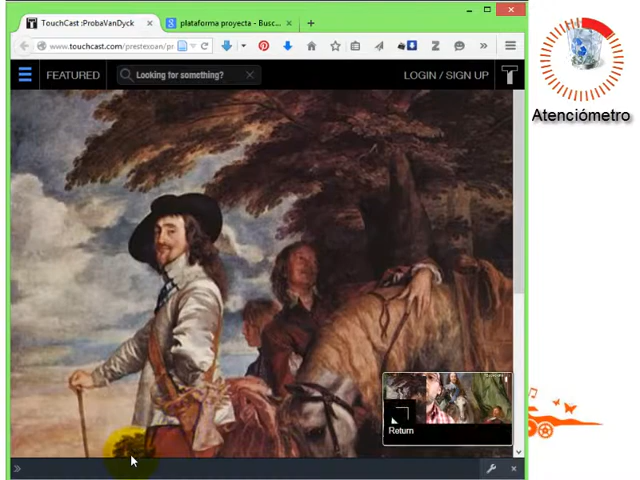 TouchCast :ProbaVanDyck
plataforma proyecta - Busc...
www.touchcast.com/prestexoan/pr
FEATURED
Looking for something?
LOGIN / SIGN UP
Return
Atenciómetro